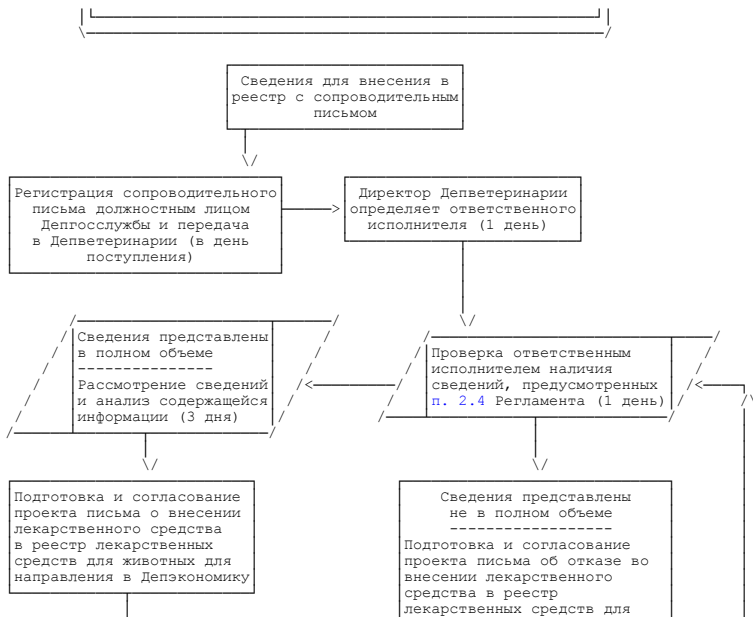 Сведения для внесения в
реестр с сопроводительным
письмом
Регистрация сопроводительного
письма должностным лицом
Депгосслужбы и передача
в Депветеринарии (в день
поступления)
Директор Депветеринарии
определяет ответственного
исполнителя (1 день)
Сведения представлены
в полном объеме
---------------
Рассмотрение сведений
и анализ содержащейся
информации (3 дня)
Проверка ответственным
исполнителем наличия
сведений, предусмотренных
п. 2.4 Регламента (1 день)
Подготовка и согласование
проекта письма о внесении
лекарственного средства
в реестр лекарственных
средств для животных для
направления в Депэкономику
Сведения представлены
не в полном объеме
------------------
Подготовка и согласование
проекта письма об отказе во
внесении лекарственного
средства в реестр
лекарственных средств для